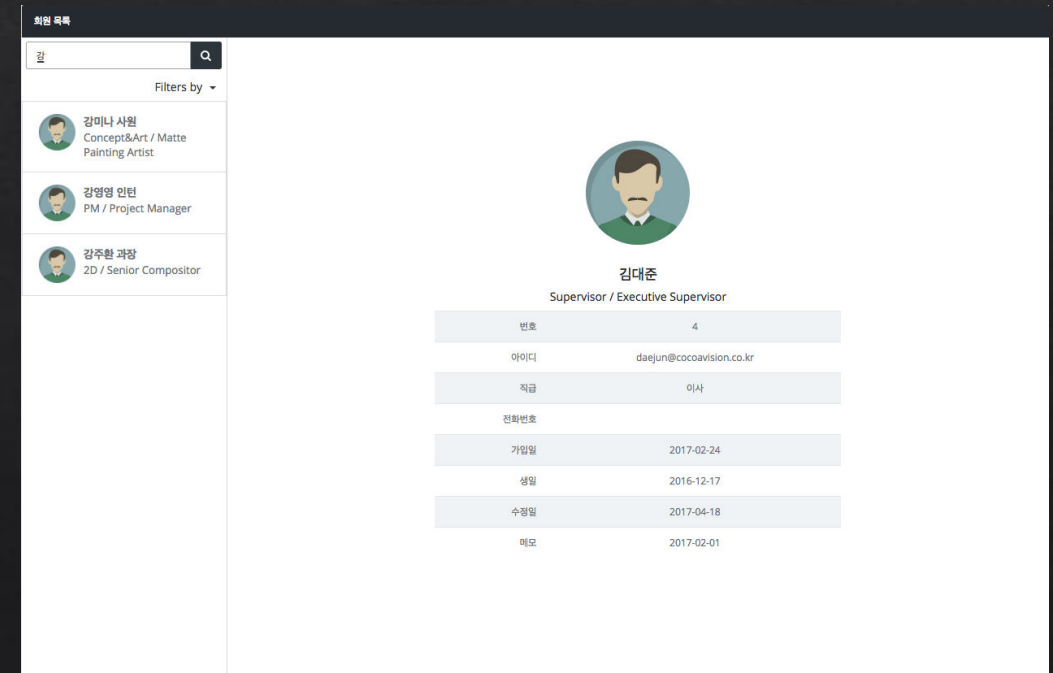 회원 목록
강
Filters by
강미나 사원
Concept&Art / Matte
Painting Artist
강영영 인턴
PM / Project Manager
강주환 과장
2D / Senior Compositor
김대준
Supervisor / Executive Supervisor
번호 4
아이디 daejun@cocoavision.co.kr
직급 이사
전화번호
가입일 2017-02-24
생일 2016-12-17
수정일 2017-04-18
메모 2017-02-01